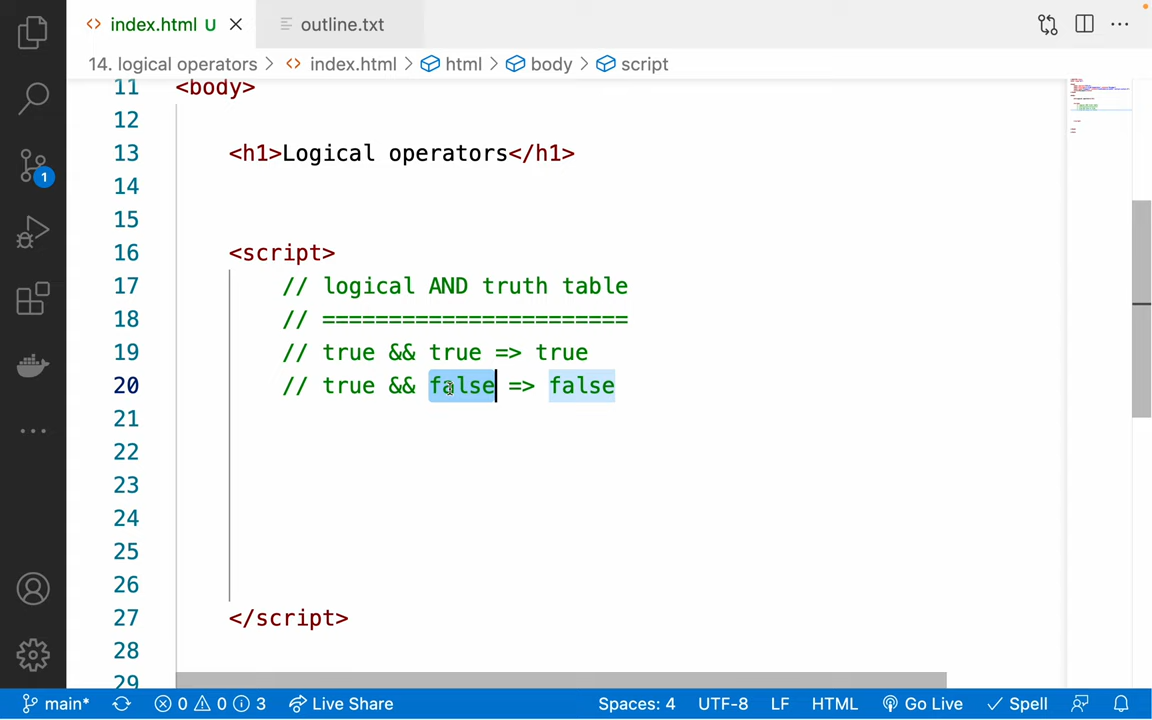 index.html U
outline.txt
14. logical operators > index.html > html > body > script
11 <body>
12
13 <h1>Logical operators</h1>
14
15
16 <script>
17 // logical AND truth table
18 // =======================
19 // true && true => true
20 // true && false => false
21
22
23
24
25
26
27 </script>
28
29
1
main* 0 0 3 Live Share Spaces: 4 UTF-8 LF HTML Go Live Spell